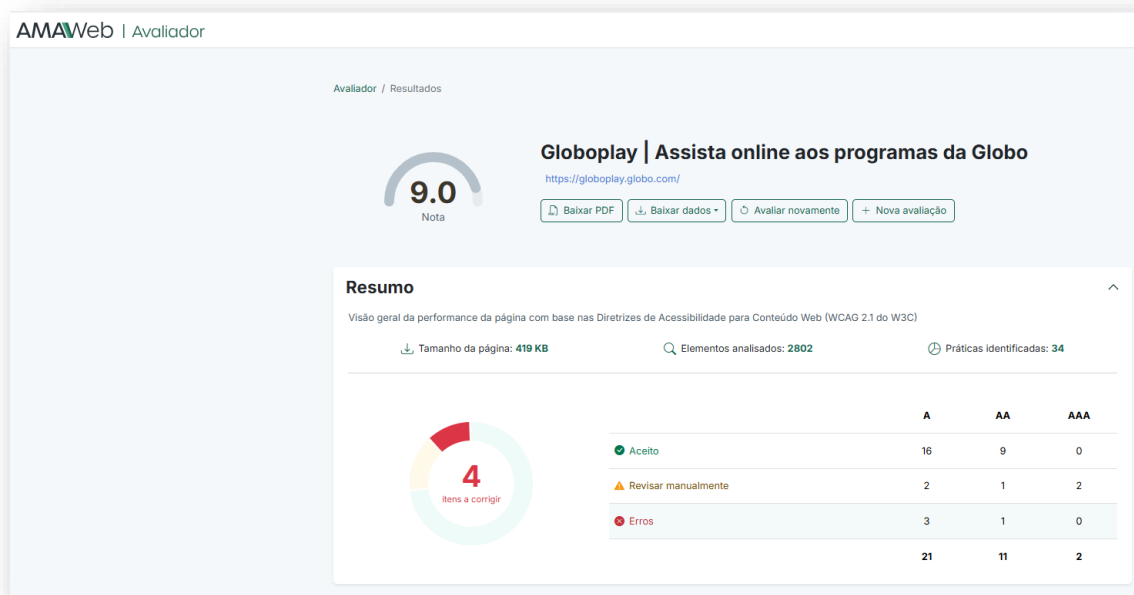 AMAWeb | Avaliador
Avaliador / Resultados
9.0
Nota
Globoplay | Assista online aos programas da Globo
https://globoplay.globo.com/
Baixar PDF Baixar dados Avaliar novamente + Nova avaliação
Resumo
Visão geral da performance da página com base nas Diretrizes de Acessibilidade para Conteúdo Web (WCAG 2.1 do W3C)
Tamanho da página: 419 KB Elementos analisados: 2802 Práticas identificadas: 34
4
itens a corrigir
A AA AAA
Aceito 16 9 0
Revisar manualmente 2 1 2
Erros 3 1 0
21 11 2